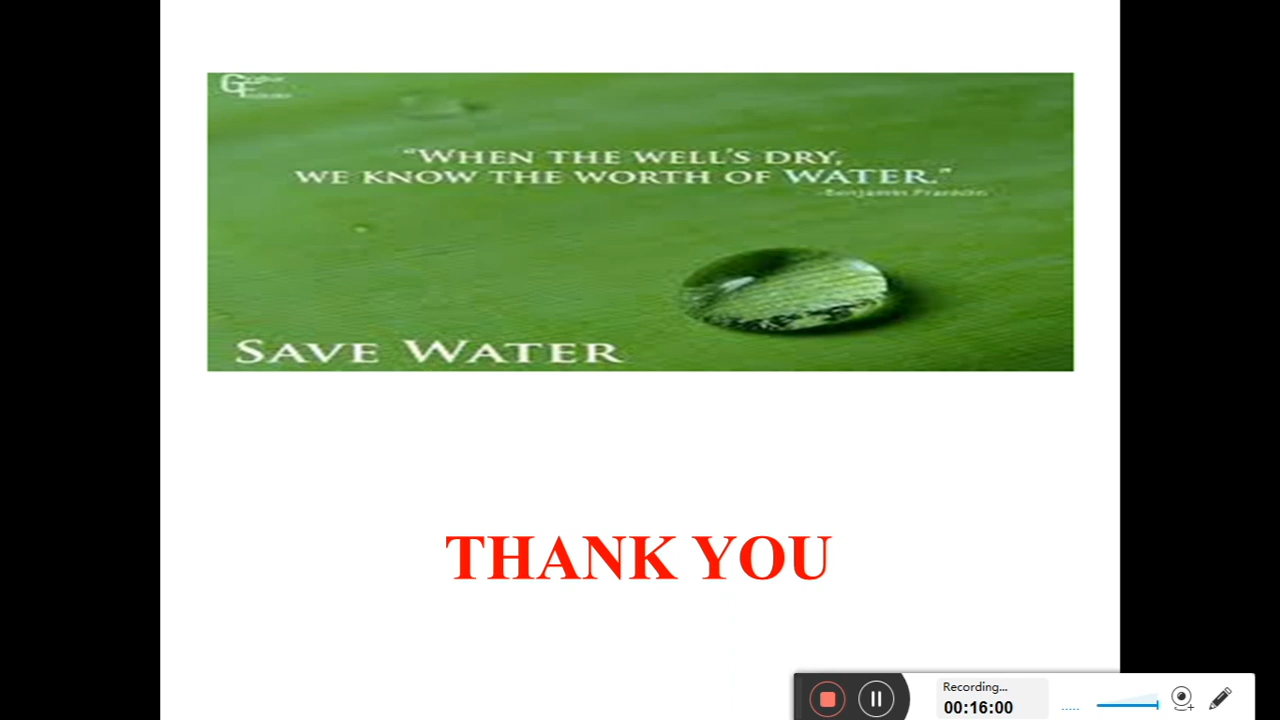 "WHEN THE WELL'S DRY,
WE KNOW THE WORTH OF WATER."
-Benjamin Franklin
SAVE WATER
THANK YOU
Recording...
00:16:00